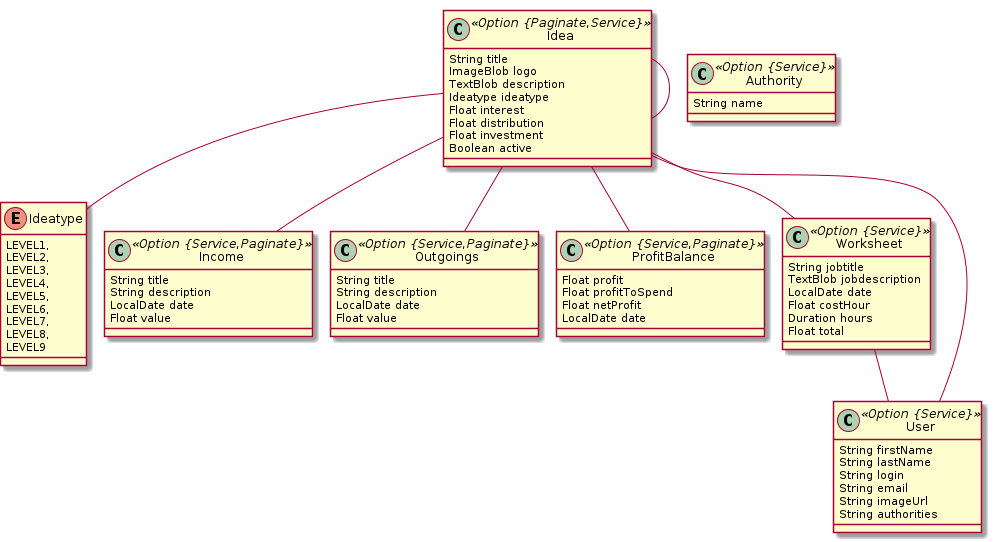 C «Option {Paginate,Service}»
Idea
String title
ImageBlob logo
TextBlob description
Ideatype ideatype
Float interest
Float distribution
Float investment
Boolean active
C «Option {Service}»
Authority
String name
E Ideatype
LEVEL1,
LEVEL2,
LEVEL3,
LEVEL4,
LEVEL5,
LEVEL6,
LEVEL7,
LEVEL8,
LEVEL9
C «Option {Service,Paginate}»
Income
String title
String description
LocalDate date
Float value
C «Option {Service,Paginate}»
Outgoings
String title
String description
LocalDate date
Float value
C «Option {Service,Paginate}»
ProfitBalance
Float profit
Float profitToSpend
Float netProfit
LocalDate date
C «Option {Service}»
Worksheet
String jobtitle
TextBlob jobdescription
LocalDate date
Float costHour
Duration hours
Float total
C «Option {Service}»
User
String firstName
String lastName
String login
String email
String imageUrl
String authorities